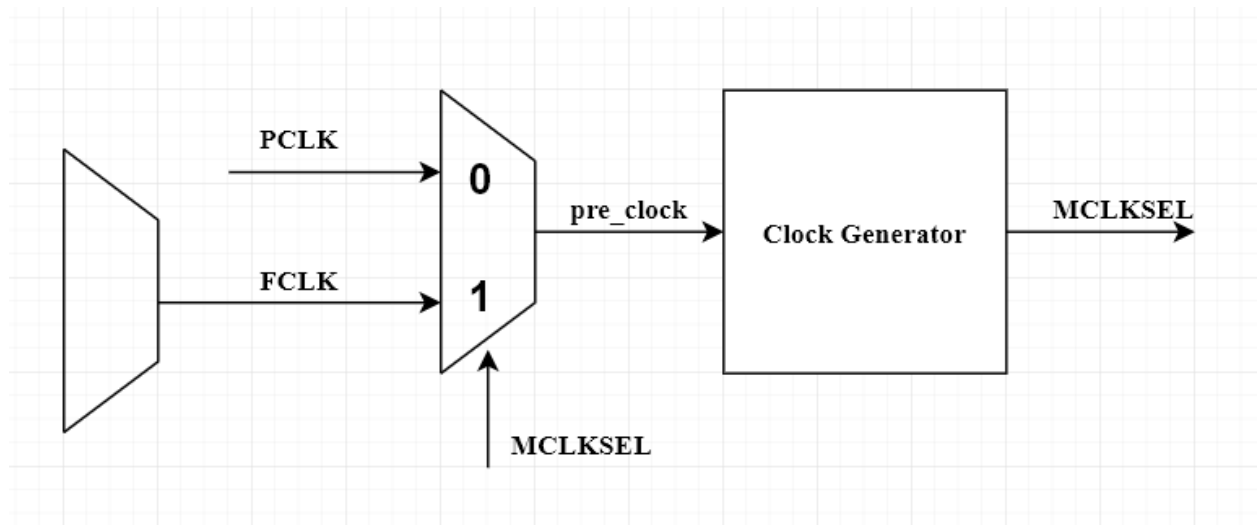 PCLK
0
FCLK
1
MCLKSEL
pre_clock
Clock Generator
MCLKSEL